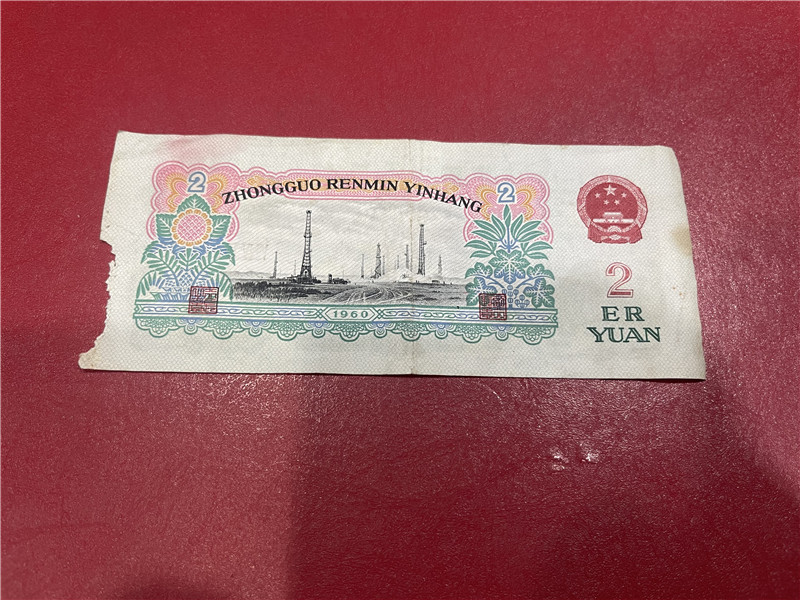 2
ZHONGGUO RENMIN YINHANG
2
1960
2
ER
YUAN